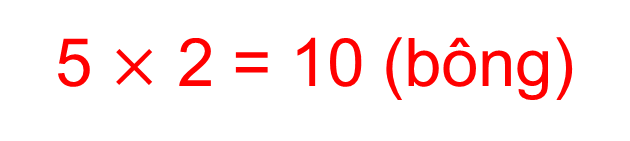 5 × 2 = 10 (bông)